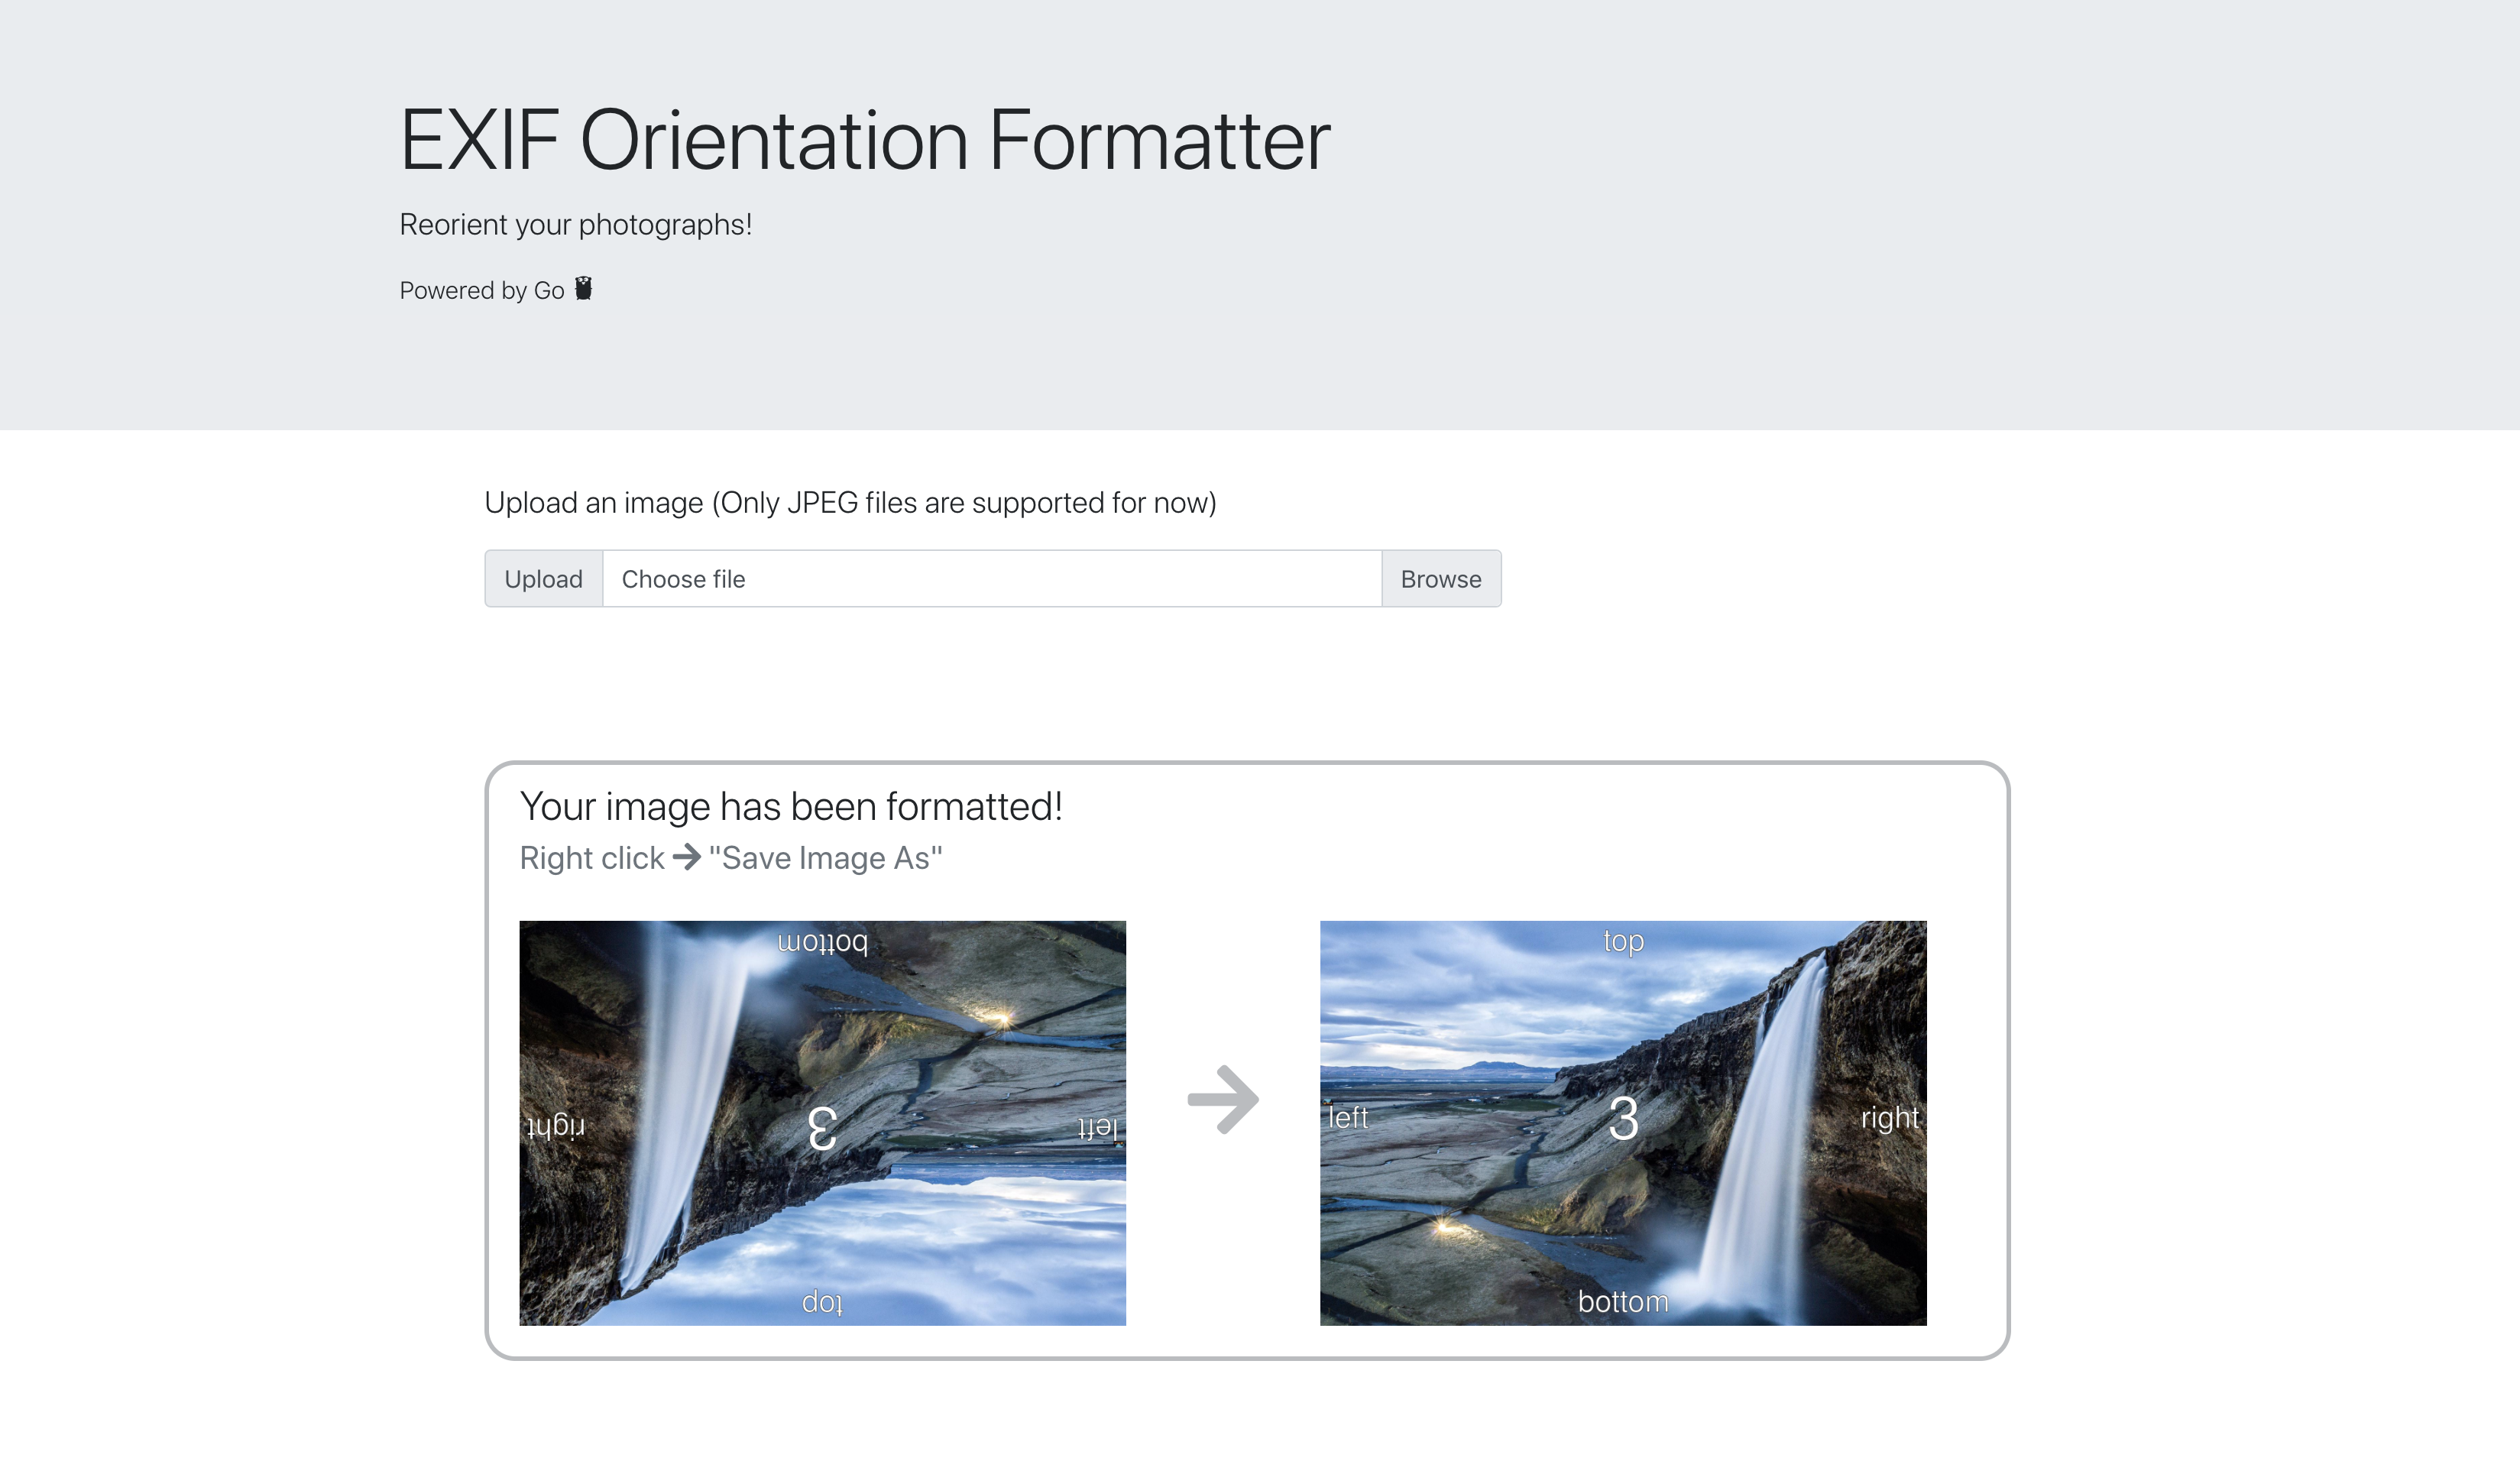 EXIF Orientation Formatter
Reorient your photographs!
Powered by Go
Upload an image (Only JPEG files are supported for now)
Upload Choose file Browse
Your image has been formatted!
Right click → "Save Image As"
bottom
right 3 left
top
top
left 3 right
bottom